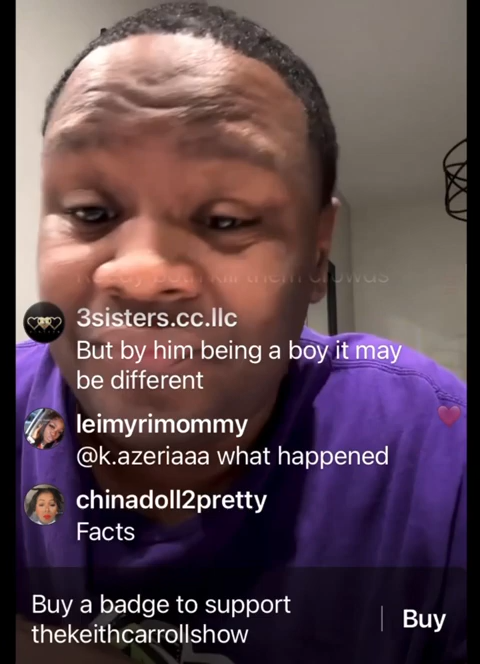 3sisters.cc.llc
But by him being a boy it may
be different
leimyrimommy
@k.azeriaaa what happened
chinadoll2pretty
Facts
Buy a badge to support
thekeithcarrollshow
Buy